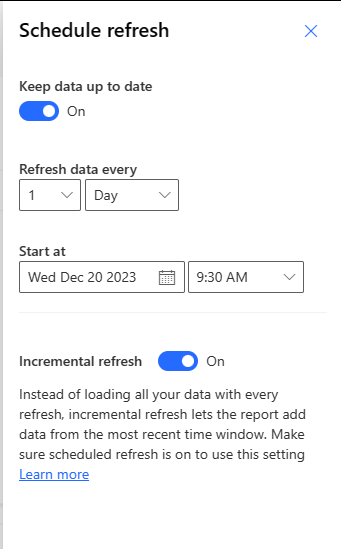 Schedule refresh
Keep data up to date
On
Refresh data every
1 Day
Start at
Wed Dec 20 2023 9:30 AM
Incremental refresh On
Instead of loading all your data with every
refresh, incremental refresh lets the report add
data from the most recent time window. Make
sure scheduled refresh is on to use this setting
Learn more